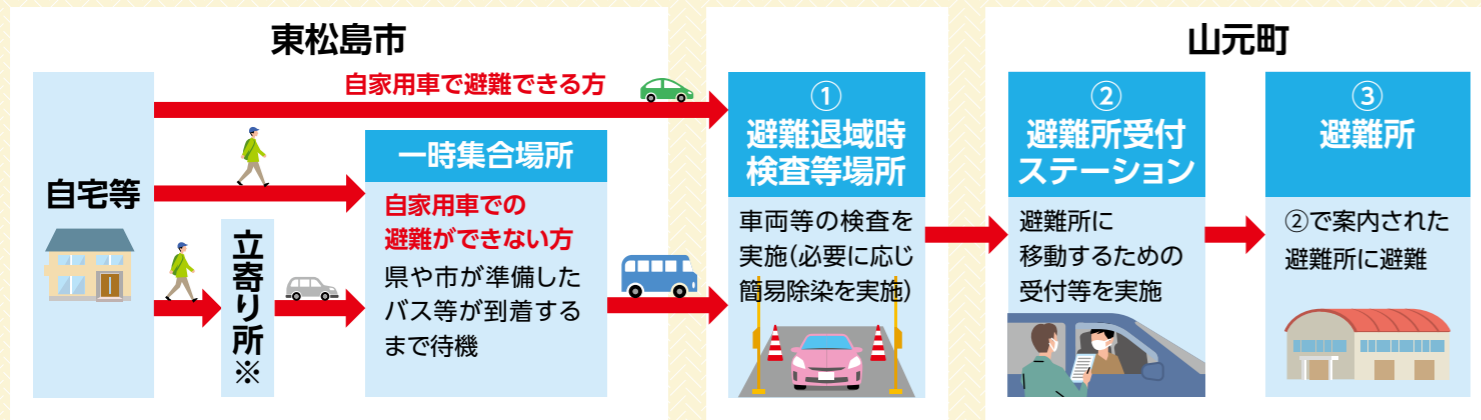 東松島市
自宅等
自家用車で避難できる方
立寄り所※
一時集合場所
自家用車での
避難ができない方
県や市が準備した
バス等が到着する
まで待機
①
避難退域時
検査等場所
車両等の検査を
実施(必要に応じ
簡易除染を実施)
山元町
②
避難所受付
ステーション
避難所に
移動するための
受付等を実施
③
避難所
②で案内された
避難所に避難